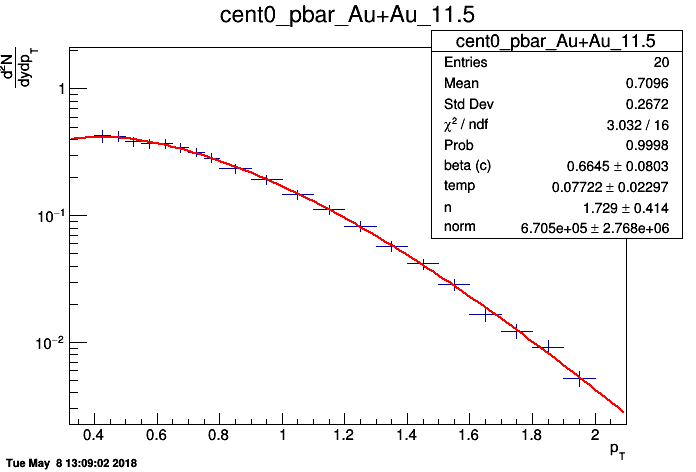 cent0_pbar_Au+Au_11.5
d²N
dydp_T
cent0_pbar_Au+Au_11.5
Entries 20
Mean 0.7096
Std Dev 0.2672
χ² / ndf 3.032 / 16
Prob 0.9998
beta (c) 0.6645 ± 0.0803
temp 0.07722 ± 0.02297
n 1.729 ± 0.414
norm 6.705e+05 ± 2.768e+06
1
10⁻¹
10⁻²
0.4 0.6 0.8 1 1.2 1.4 1.6 1.8 2
p_T
Tue May 8 13:09:02 2018